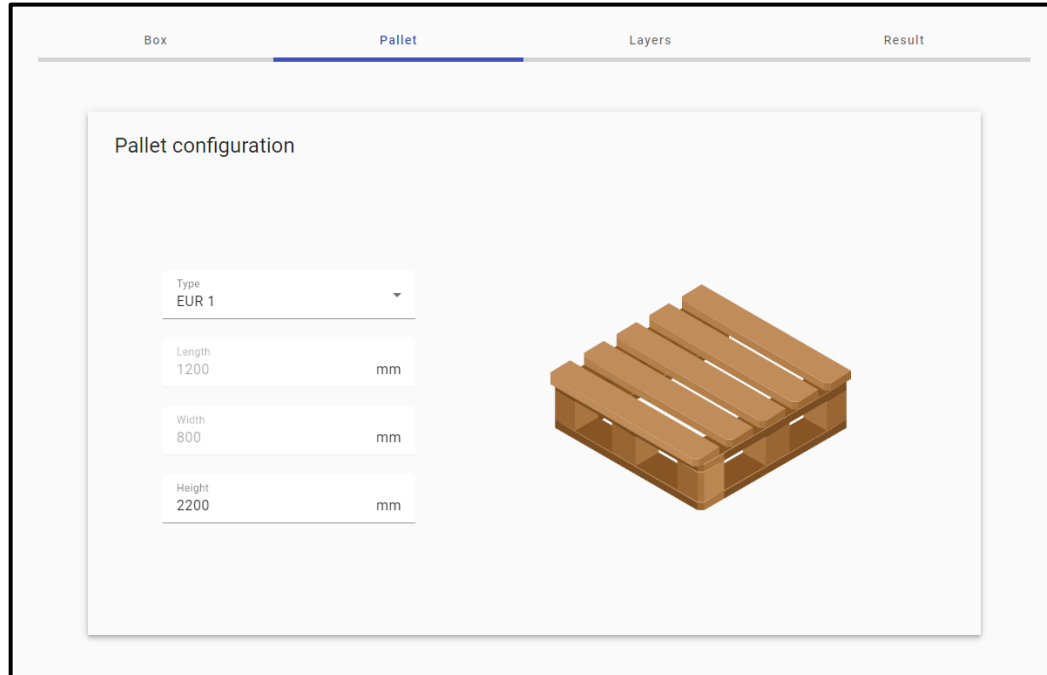 Box Pallet Layers Result
Pallet configuration
Type
EUR 1
Length
1200 mm
Width
800 mm
Height
2200 mm